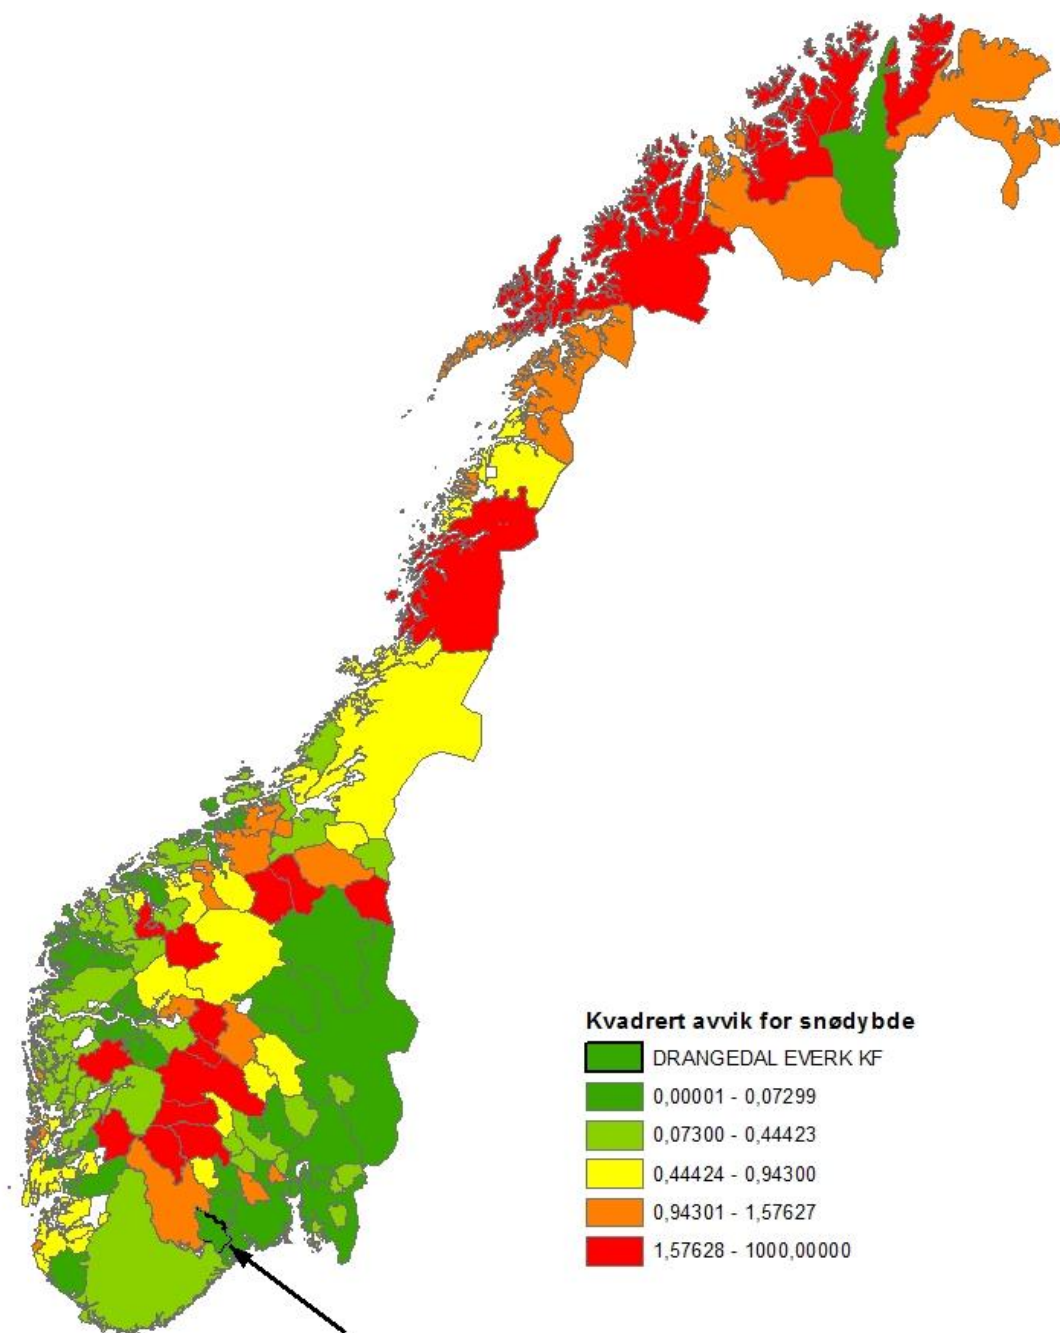 Kvadrert avvik for snødybde
DRANGEDAL EVERK KF
0,00001 - 0,07299
0,07300 - 0,44423
0,44424 - 0,94300
0,94301 - 1,57627
1,57628 - 1000,00000